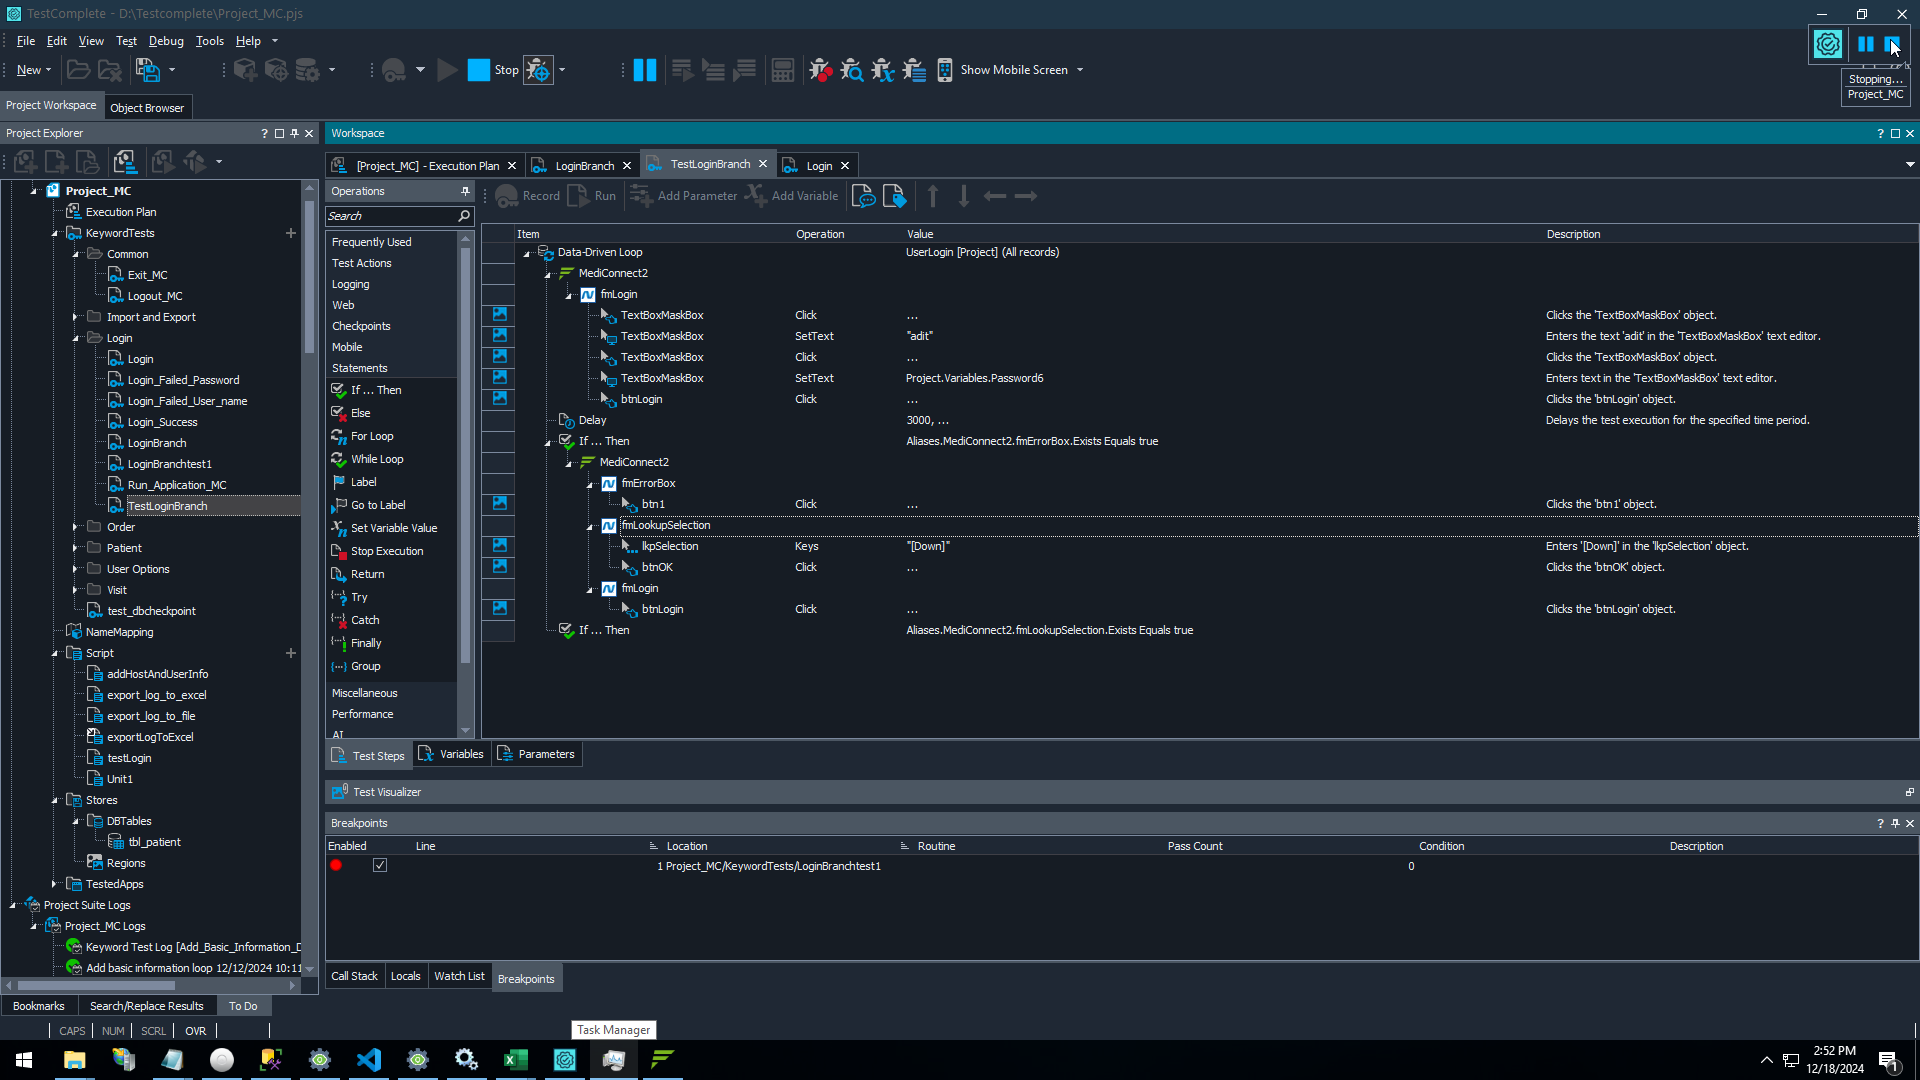 TestComplete - D:\Testcomplete\Project_MC.pjs
File Edit View Test Debug Tools Help
New Stop Show Mobile Screen
Stopping...
Project_MC
Project Workspace Object Browser
Project Explorer
Workspace
[Project_MC] - Execution Plan LoginBranch TestLoginBranch Login
Operations
Record Run Add Parameter Add Variable
Search
Frequently Used
Test Actions
Logging
Web
Checkpoints
Mobile
Statements
If ... Then
Else
For Loop
While Loop
Label
Go to Label
Set Variable Value
Stop Execution
Return
Try
Catch
Finally
Group
Miscellaneous
Performance
AI
Project_MC
Execution Plan
KeywordTests
Common
Exit_MC
Logout_MC
Import and Export
Login
Login
Login_Failed_Password
Login_Failed_User_name
Login_Success
LoginBranch
LoginBranchtest1
Run_Application_MC
TestLoginBranch
Order
Patient
User Options
Visit
test_dbcheckpoint
NameMapping
Script
addHostAndUserInfo
export_log_to_excel
export_log_to_file
exportLogToExcel
testLogin
Unit1
Stores
DBTables
tbl_patient
Regions
TestedApps
Project Suite Logs
Project_MC Logs
Keyword Test Log [Add_Basic_Information_D
Add basic information loop 12/12/2024 10:11
Item Operation Value Description
Data-Driven Loop UserLogin [Project] (All records)
MediConnect2
fmLogin
TextBoxMaskBox Click ... Clicks the 'TextBoxMaskBox' object.
TextBoxMaskBox SetText "adit" Enters the text 'adit' in the 'TextBoxMaskBox' text editor.
TextBoxMaskBox Click ... Clicks the 'TextBoxMaskBox' object.
TextBoxMaskBox SetText Project.Variables.Password6 Enters text in the 'TextBoxMaskBox' text editor.
btnLogin Click ... Clicks the 'btnLogin' object.
Delay 3000, ... Delays the test execution for the specified time period.
If ... Then Aliases.MediConnect2.fmErrorBox.Exists Equals true
MediConnect2
fmErrorBox
btn1 Click ... Clicks the 'btn1' object.
fmLookupSelection
lkpSelection Keys "[Down]" Enters '[Down]' in the 'lkpSelection' object.
btnOK Click ... Clicks the 'btnOK' object.
fmLogin
btnLogin Click ... Clicks the 'btnLogin' object.
If ... Then Aliases.MediConnect2.fmLookupSelection.Exists Equals true
Test Steps Variables Parameters
Test Visualizer
Breakpoints
Enabled Line Location Routine Pass Count Condition Description
1 Project_MC/KeywordTests/LoginBranchtest1 0
Call Stack Locals Watch List Breakpoints
Bookmarks Search/Replace Results To Do
CAPS NUM SCRL OVR
Task Manager
2:52 PM
12/18/2024
1